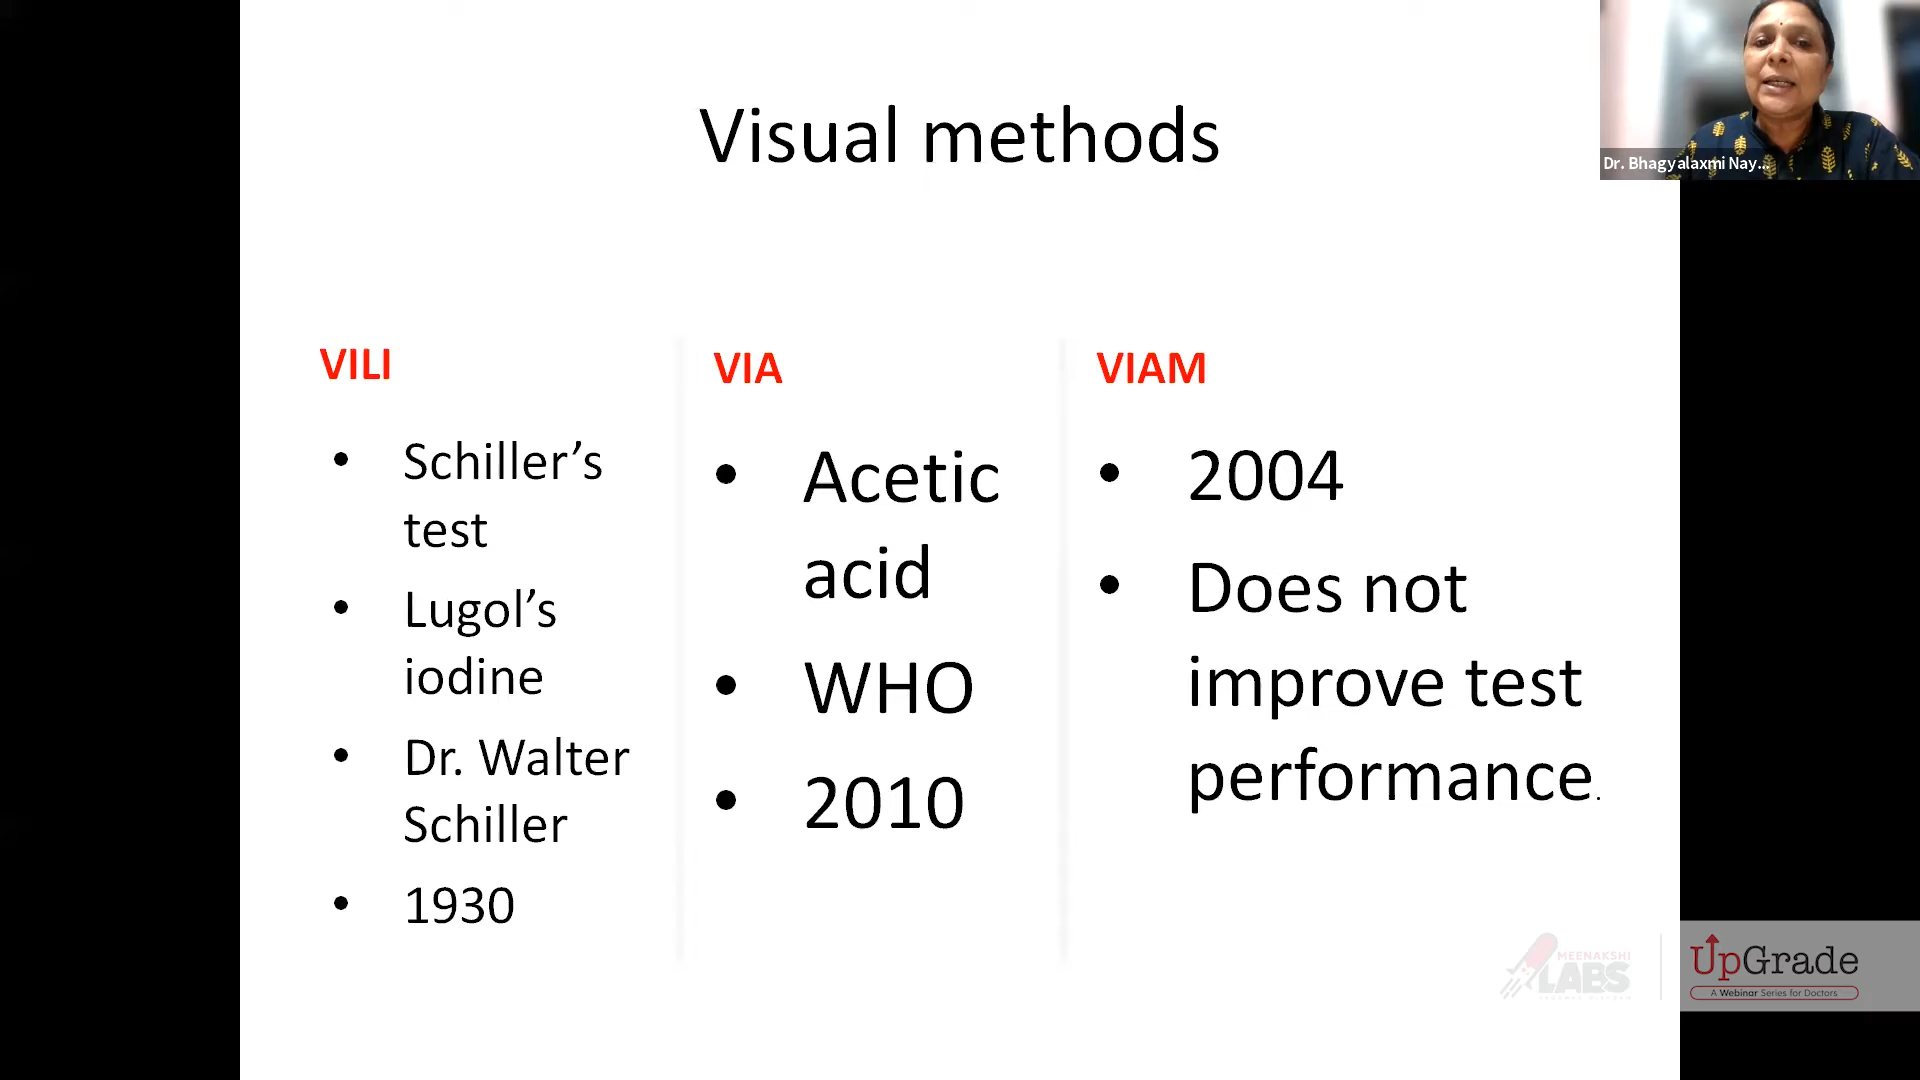 Visual methods
Dr. Bhagyalaxmi Nay...
VILI
• Schiller’s
test
• Lugol’s
iodine
• Dr. Walter
Schiller
• 1930
VIA
• Acetic
acid
• WHO
• 2010
VIAM
• 2004
• Does not
improve test
performance.
MEENAKSHI
LABS
UpGrade
A Webinar Series for Doctors